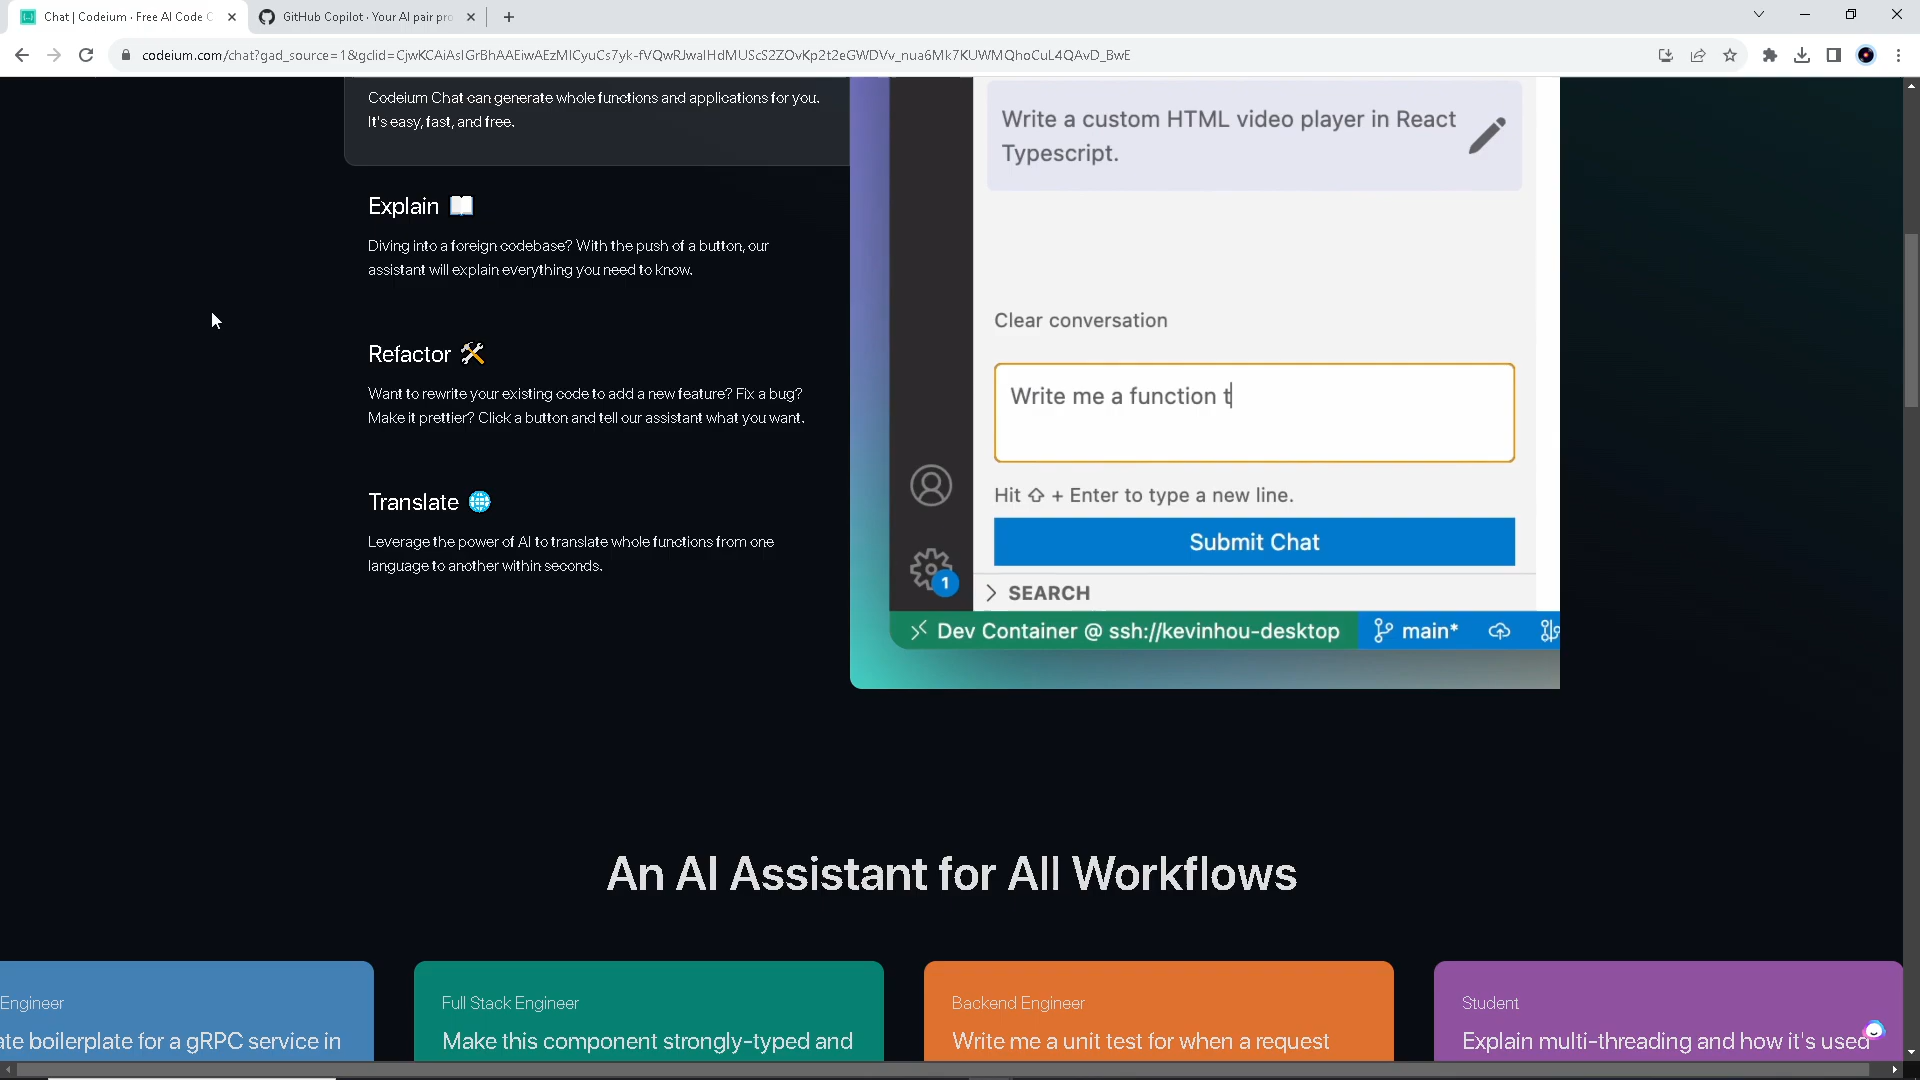 Chat | Codeium · Free AI Code C
GitHub Copilot · Your AI pair pro
codeium.com/chat?gad_source=1&gclid=CjwKCAiAsIGrBhAAEiwAEzMlCyuCs7yk-fVQwRJwalHdMUScS2ZOvKp2t2eGWDVv_nua6Mk7KUWMQhoCuL4QAvD_BwE
Codeium Chat can generate whole functions and applications for you.
It's easy, fast, and free.
Explain 📖
Diving into a foreign codebase? With the push of a button, our
assistant will explain everything you need to know.
Refactor 🛠️
Want to rewrite your existing code to add a new feature? Fix a bug?
Make it prettier? Click a button and tell our assistant what you want.
Translate 🌐
Leverage the power of AI to translate whole functions from one
language to another within seconds.
Write a custom HTML video player in React
Typescript.
Clear conversation
Write me a function t
Hit ⇧ + Enter to type a new line.
Submit Chat
SEARCH
1
Dev Container @ ssh://kevinhou-desktop
main*
An AI Assistant for All Workflows
Engineer
ate boilerplate for a gRPC service in
Full Stack Engineer
Make this component strongly-typed and
Backend Engineer
Write me a unit test for when a request
Student
Explain multi-threading and how it's used